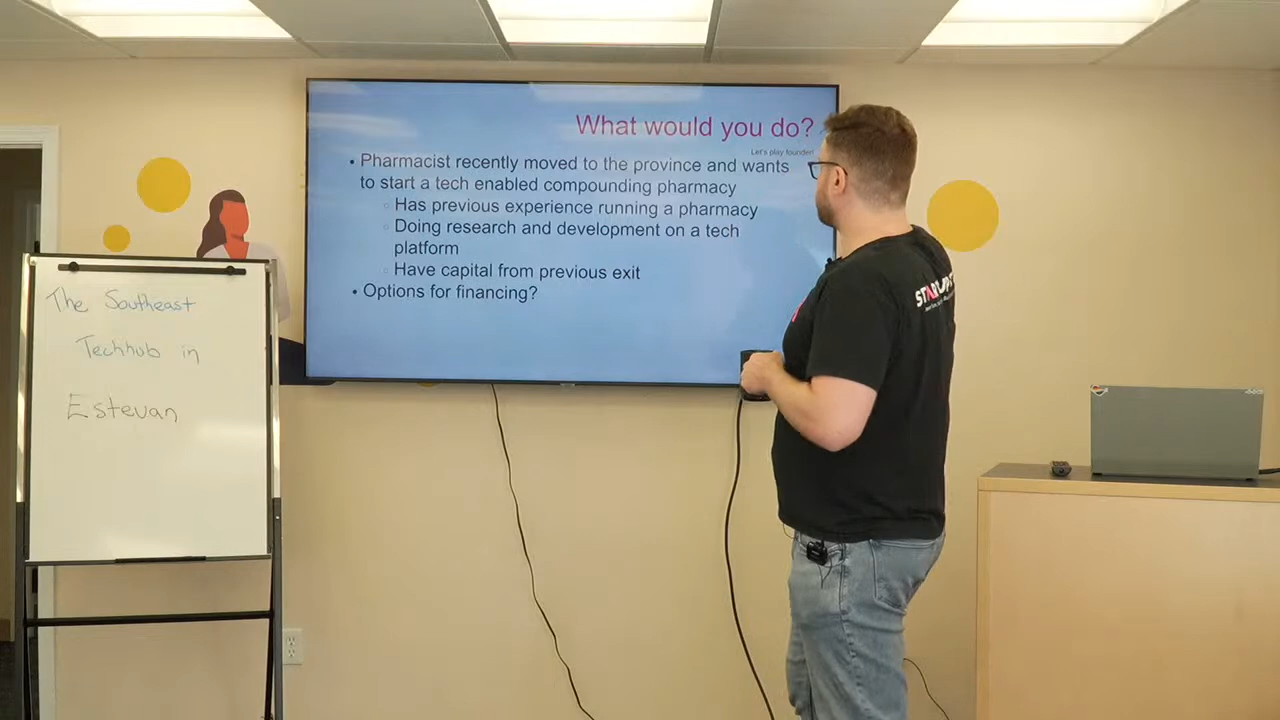 What would you do?
Let's play founder!
• Pharmacist recently moved to the province and wants
to start a tech enabled compounding pharmacy
○ Has previous experience running a pharmacy
○ Doing research and development on a tech
platform
○ Have capital from previous exit
• Options for financing?
The Southeast
Techhub in
Estevan